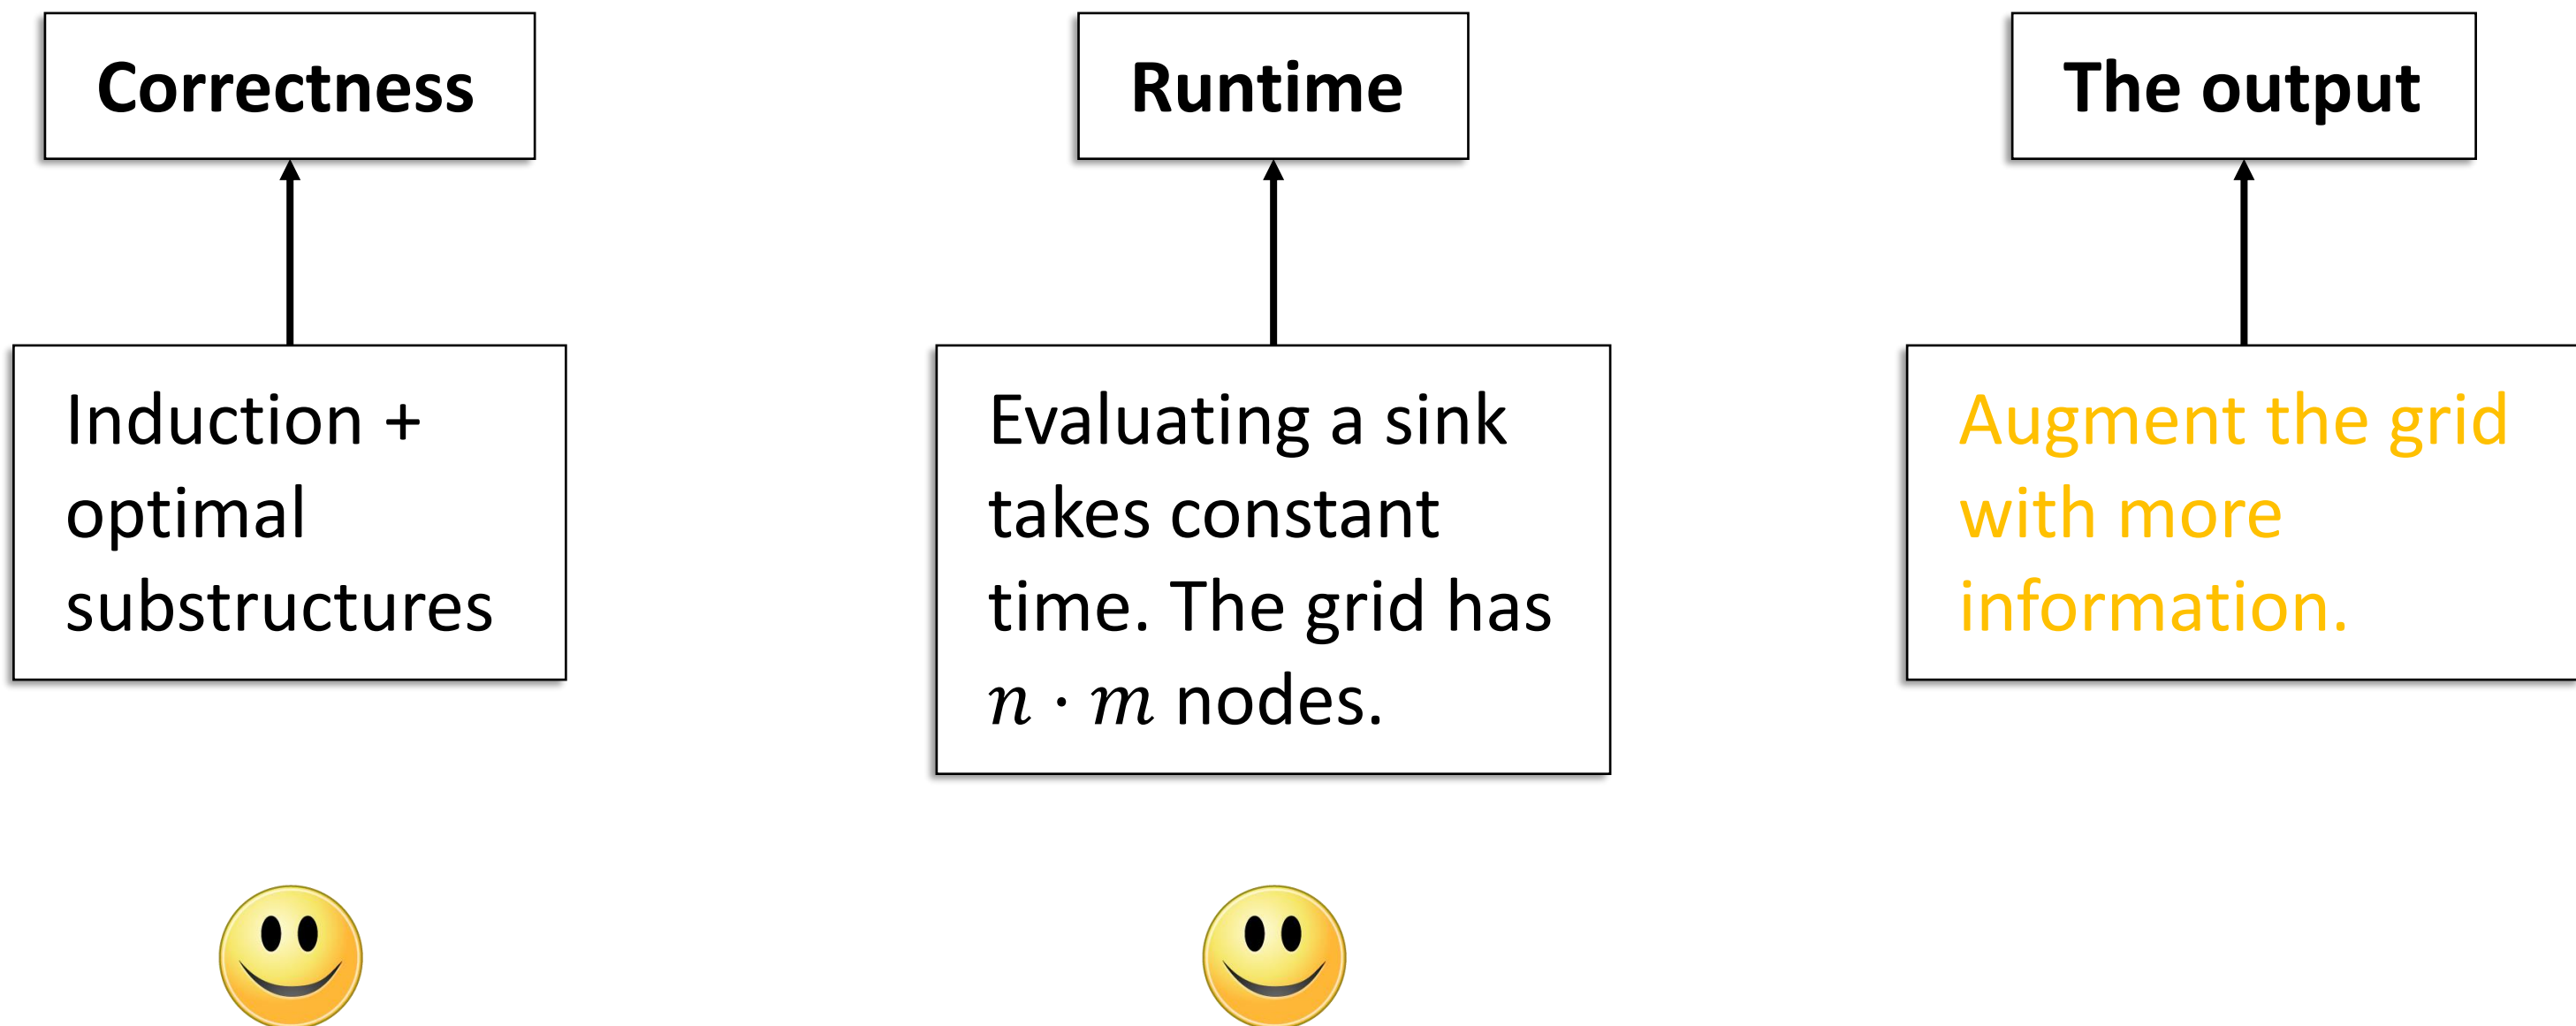 Correctness
Induction +
optimal
substructures
Runtime
Evaluating a sink
takes constant
time. The grid has
n · m nodes.
The output
Augment the grid
with more
information.